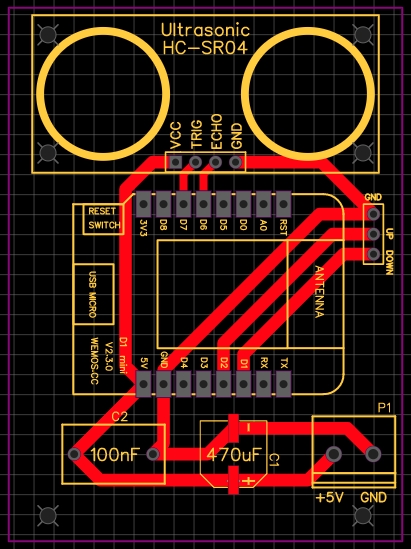 Ultrasonic
HC-SR04
VCC
TRIG
ECHO
GND
GND
UP
DOWN
RESET
SWITCH
3V3
D8
D7
D6
D5
D0
A0
RST
USB MICRO
ANTENNA
WEMOS.CC
V2.3.0
D1 mini
5V
GND
D4
D3
D2
D1
RX
TX
C2
100nF
470uF
-
+
C1
P1
+5V
GND